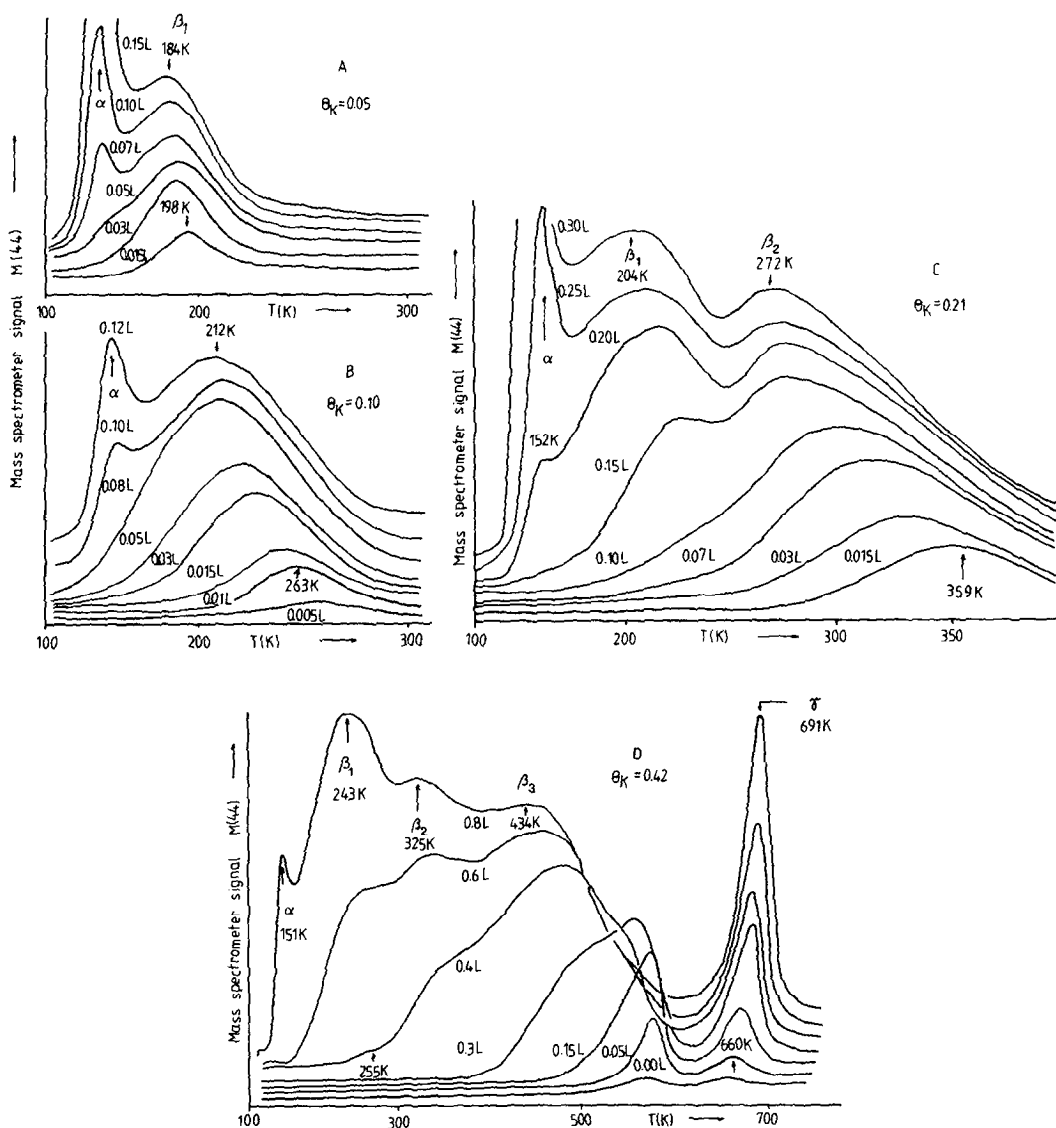 Mass spectrometer signal M(44)
β1
184K
A
θK=0.05
α
0.15L
0.10L
0.07L
0.05L
0.03L
0.015L
198K
100
200
T(K)
300
0.12L
212K
B
θK=0.10
α
0.10L
0.08L
0.05L
0.03L
0.015L
0.01L
263K
0.005L
100
200
T(K)
300
Mass spectrometer signal M(44)
0.30L
β1
204K
β2
272K
C
θK=0.21
0.25L
α
0.20L
152K
0.15L
0.10L
0.07L
0.03L
0.015L
359K
100
200
T(K)
300
350
Mass spectrometer signal M(44)
γ
691K
D
θK=0.42
β1
243K
β2
325K
β3
434K
0.8L
α
151K
0.6L
0.4L
255K
0.3L
0.15L
0.05L
0.00L
660K
100
300
500
T(K)
700